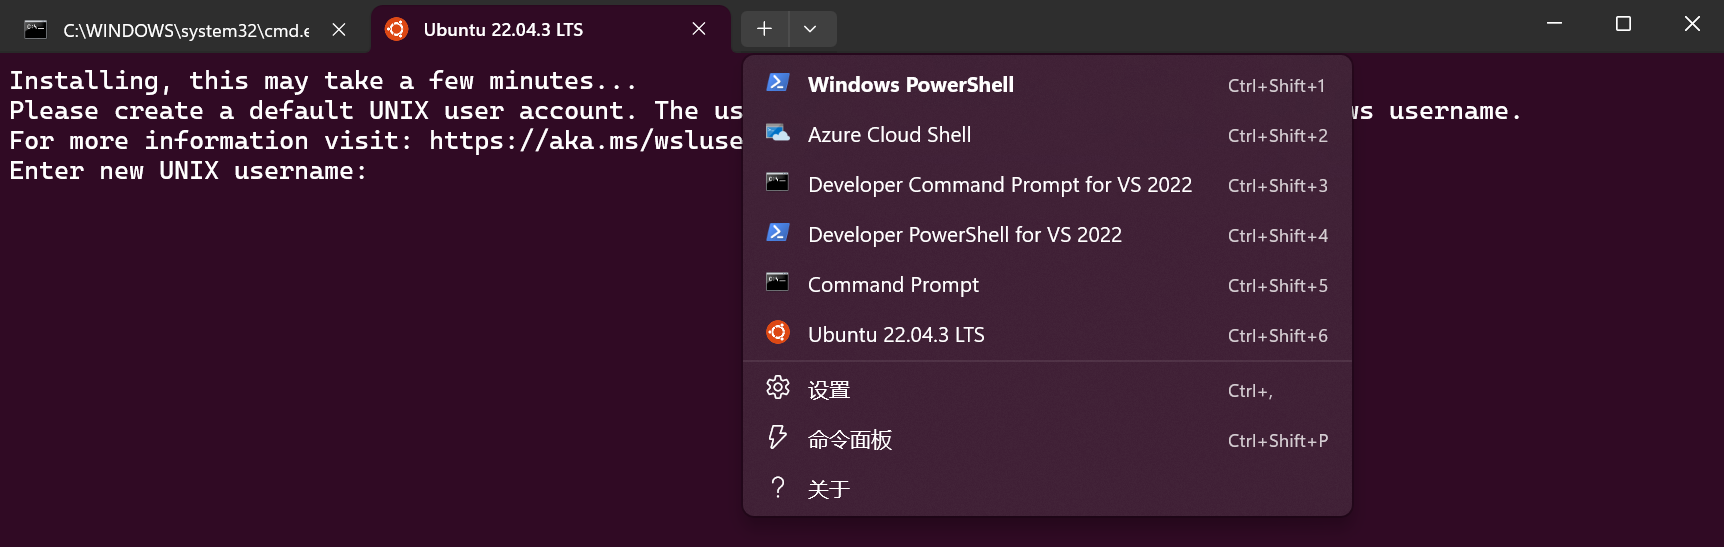 C:\WINDOWS\system32\cmd.e
Ubuntu 22.04.3 LTS
Installing, this may take a few minutes...
Please create a default UNIX user account. The us
s username.
For more information visit: https://aka.ms/wsluse
Enter new UNIX username:
Windows PowerShell Ctrl+Shift+1
Azure Cloud Shell Ctrl+Shift+2
Developer Command Prompt for VS 2022 Ctrl+Shift+3
Developer PowerShell for VS 2022 Ctrl+Shift+4
Command Prompt Ctrl+Shift+5
Ubuntu 22.04.3 LTS Ctrl+Shift+6
设置 Ctrl+,
命令面板 Ctrl+Shift+P
关于